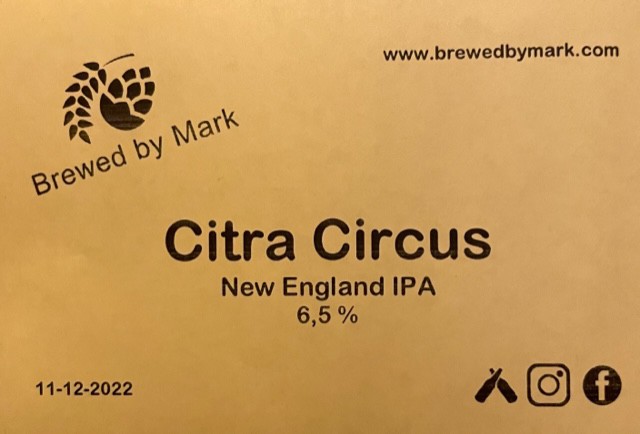 www.brewedbymark.com
Brewed by Mark
Citra Circus
New England IPA
6,5 %
11-12-2022